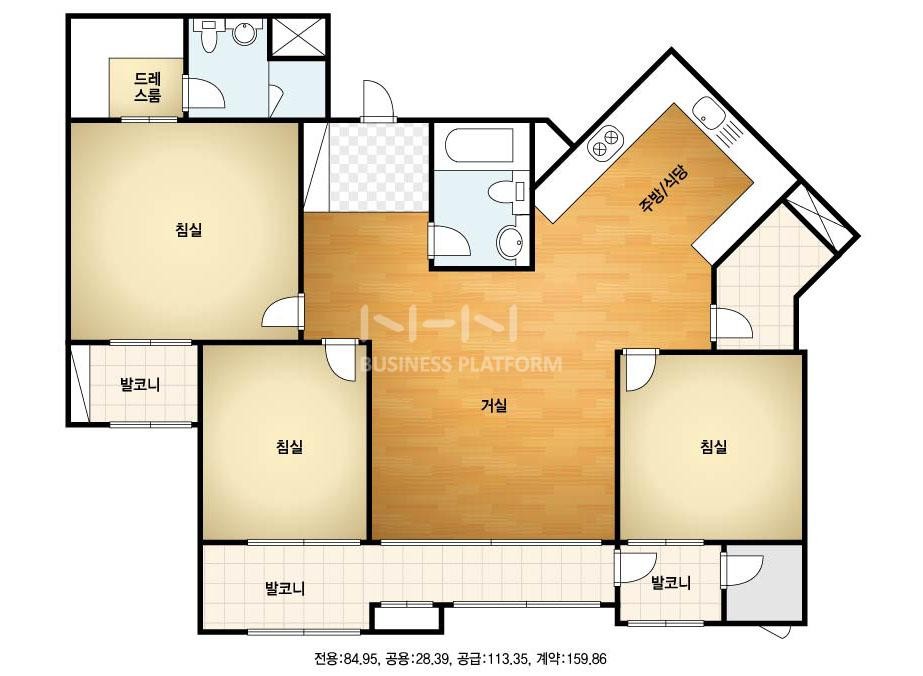 드레
스룸
주방/식당
침실
NHN
BUSINESS PLATFORM
발코니
거실
침실
침실
발코니
발코니
전용:84.95, 공용:28.39, 공급:113.35, 계약:159.86